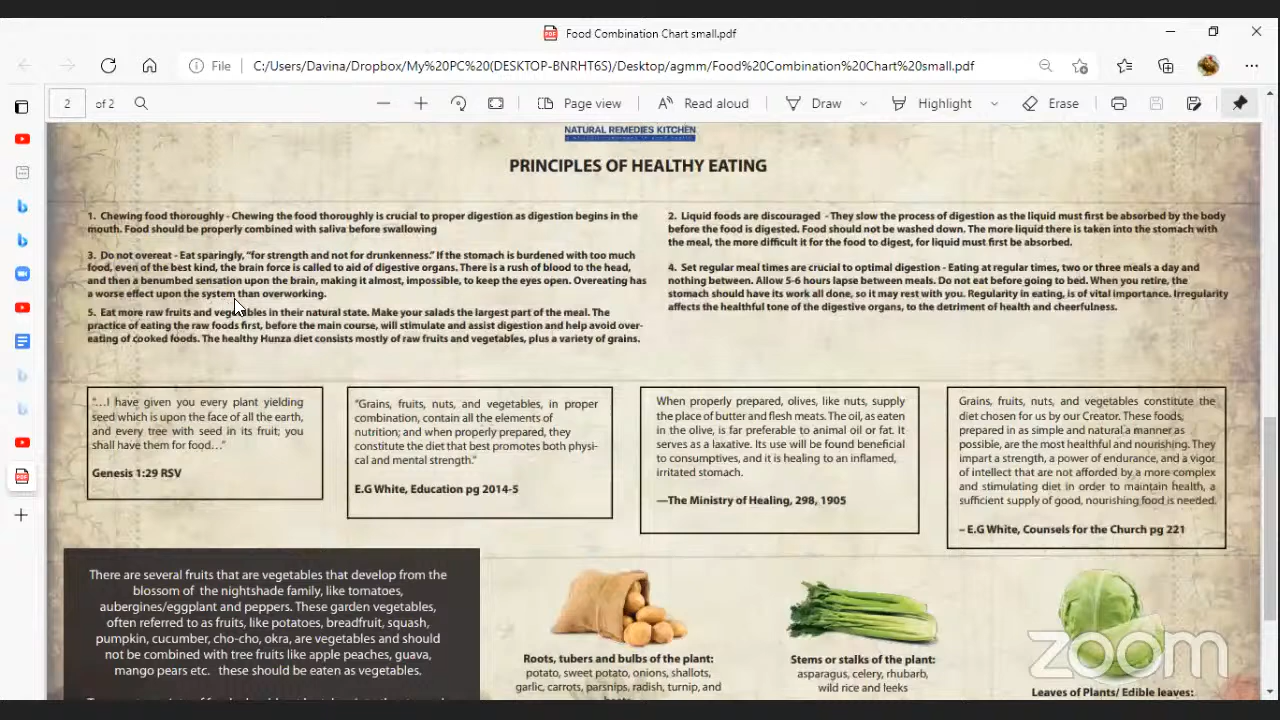 Food Combination Chart small.pdf
File
C:/Users/Davina/Dropbox/My%20PC%20(DESKTOP-BNRHT6S)/Desktop/agmm/Food%20Combination%20Chart%20small.pdf
2 of 2
Page view
Read aloud
Draw
Highlight
Erase
NATURAL REMEDIES KITCHEN
PRINCIPLES OF HEALTHY EATING
1. Chewing food thoroughly - Chewing the food thoroughly is crucial to proper digestion as digestion begins in the
mouth. Food should be properly combined with saliva before swallowing
2. Liquid foods are discouraged - They slow the process of digestion as the liquid must first be absorbed by the body
before the food is digested. Food should not be washed down. The more liquid there is taken into the stomach with
the meal, the more difficult it for the food to digest, for liquid must first be absorbed.
3. Do not overeat - Eat sparingly, "for strength and not for drunkenness." If the stomach is burdened with too much
food, even of the best kind, the brain force is called to aid of digestive organs. There is a rush of blood to the head,
and then a benumbed sensation upon the brain, making it almost, impossible, to keep the eyes open. Overeating has
a worse effect upon the system than overworking.
4. Set regular meal times are crucial to optimal digestion - Eating at regular times, two or three meals a day and
nothing between. Allow 5-6 hours lapse between meals. Do not eat before going to bed. When you retire, the
stomach should have its work all done, so it may rest with you. Regularity in eating, is of vital importance. Irregularity
affects the healthful tone of the digestive organs, to the detriment of health and cheerfulness.
5. Eat more raw fruits and vegetables in their natural state. Make your salads the largest part of the meal. The
practice of eating the raw foods first, before the main course, will stimulate and assist digestion and help avoid over-
eating of cooked foods. The healthy Hunza diet consists mostly of raw fruits and vegetables, plus a variety of grains.
"...I have given you every plant yielding
seed which is upon the face of all the earth,
and every tree with seed in its fruit; you
shall have them for food..."
Genesis 1:29 RSV
"Grains, fruits, nuts, and vegetables, in proper
combination, contain all the elements of
nutrition; and when properly prepared, they
constitute the diet that best promotes both physi-
cal and mental strength."
E.G White, Education pg 2014-5
When properly prepared, olives, like nuts, supply
the place of butter and flesh meats. The oil, as eaten
in the olive, is far preferable to animal oil or fat. It
serves as a laxative. Its use will be found beneficial
to consumptives, and it is healing to an inflamed,
irritated stomach.
—The Ministry of Healing, 298, 1905
Grains, fruits, nuts, and vegetables constitute the
diet chosen for us by our Creator. These foods,
prepared in as simple and natural a manner as
possible, are the most healthful and nourishing. They
impart a strength, a power of endurance, and a vigor
of intellect that are not afforded by a more complex
and stimulating diet in order to maintain health, a
sufficient supply of good, nourishing food is needed.
– E.G White, Counsels for the Church pg 221
There are several fruits that are vegetables that develop from the
blossom of the nightshade family, like tomatoes,
aubergines/eggplant and peppers. These garden vegetables,
often referred to as fruits, like potatoes, breadfruit, squash,
pumpkin, cucumber, cho-cho, okra, are vegetables and should
not be combined with tree fruits like apple peaches, guava,
mango pears etc. these should be eaten as vegetables.
Roots, tubers and bulbs of the plant:
potato, sweet potato, onions, shallots,
garlic, carrots, parsnips, radish, turnip, and
Stems or stalks of the plant:
asparagus, celery, rhubarb,
wild rice and leeks
Leaves of Plants/ Edible leaves:
zoom